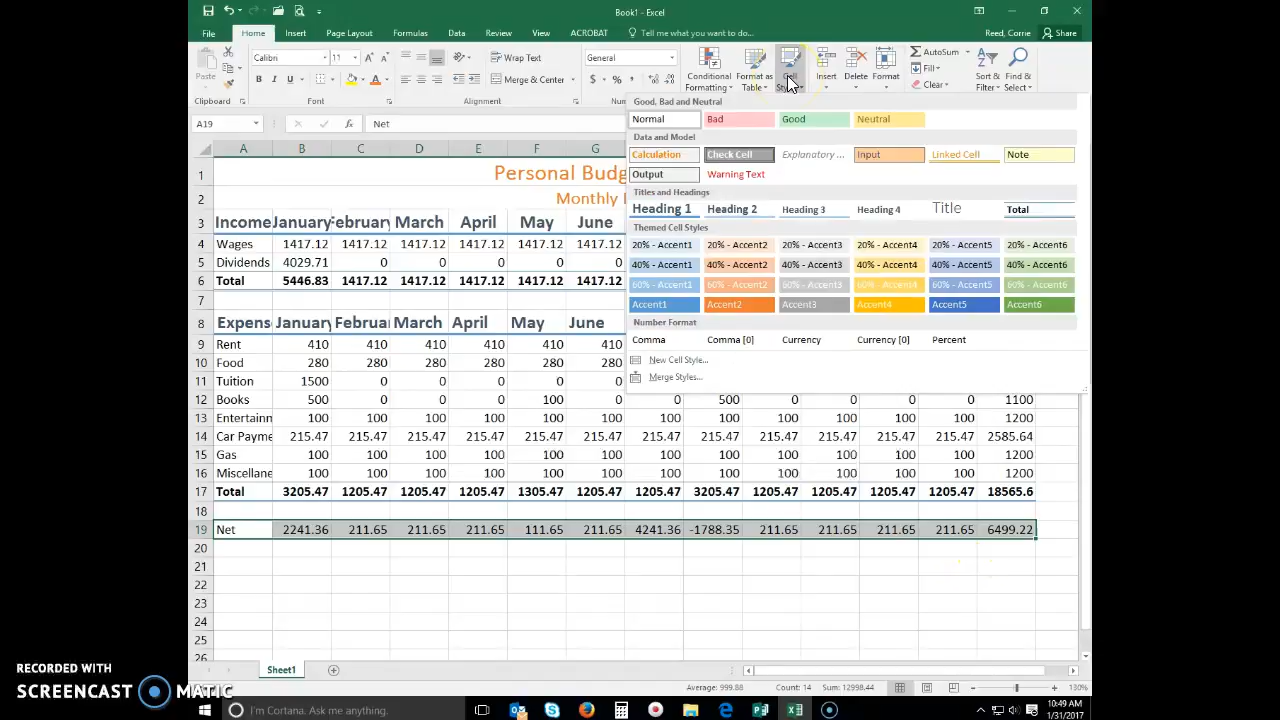 Book1 - Excel
File Home Insert Page Layout Formulas Data Review View ACROBAT Tell me what you want to do... Reed, Corrie Share
Calibri 11 Wrap Text General AutoSum
Paste B I U Merge & Center $ % , Conditional Formatting Format as Table Cell Styles Insert Delete Format Fill Clear Sort & Filter Find & Select
Clipboard Font Alignment
A19 Net
Good, Bad and Neutral
Normal Bad Good Neutral
Data and Model
Calculation Check Cell Explanatory ... Input Linked Cell Note
Output Warning Text
Titles and Headings
Heading 1 Heading 2 Heading 3 Heading 4 Title Total
Themed Cell Styles
20% - Accent1 20% - Accent2 20% - Accent3 20% - Accent4 20% - Accent5 20% - Accent6
40% - Accent1 40% - Accent2 40% - Accent3 40% - Accent4 40% - Accent5 40% - Accent6
60% - Accent1 60% - Accent2 60% - Accent3 60% - Accent4 60% - Accent5 60% - Accent6
Accent1 Accent2 Accent3 Accent4 Accent5 Accent6
Number Format
Comma Comma [0] Currency Currency [0] Percent
New Cell Style...
Merge Styles...
A B C D E F G
1 Personal Budg
2 Monthly
3 Income January February March April May June
4 Wages 1417.12 1417.12 1417.12 1417.12 1417.12 1417.12
5 Dividends 4029.71 0 0 0 0 0
6 Total 5446.83 1417.12 1417.12 1417.12 1417.12 1417.12
7
8 Expens January Februar March April May June
9 Rent 410 410 410 410 410 410
10 Food 280 280 280 280 280 280
11 Tuition 1500 0 0 0 0 0
12 Books 500 0 0 0 100 0 0 500 0 0 0 0 1100
13 Entertainn 100 100 100 100 100 100 100 100 100 100 100 100 1200
14 Car Payme 215.47 215.47 215.47 215.47 215.47 215.47 215.47 215.47 215.47 215.47 215.47 215.47 2585.64
15 Gas 100 100 100 100 100 100 100 100 100 100 100 100 1200
16 Miscellane 100 100 100 100 100 100 100 100 100 100 100 100 1200
17 Total 3205.47 1205.47 1205.47 1205.47 1305.47 1205.47 1205.47 3205.47 1205.47 1205.47 1205.47 1205.47 18565.6
18
19 Net 2241.36 211.65 211.65 211.65 111.65 211.65 4241.36 -1788.35 211.65 211.65 211.65 211.65 6499.22
20
21
22
23
24
25
26
Sheet1
Average: 999.88 Count: 14 Sum: 12998.44 130%
RECORDED WITH
SCREENCAST MATIC
I'm Cortana. Ask me anything.
10:49 AM
1/31/2017